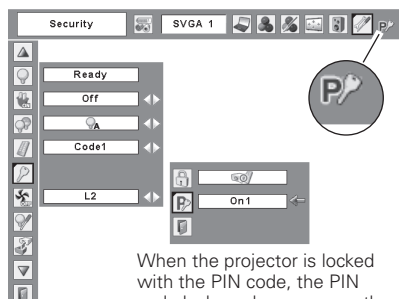 Security
SVGA 1
Ready
Off
A
Code1
L2
On1
P
When the projector is locked
with the PIN code, the PIN